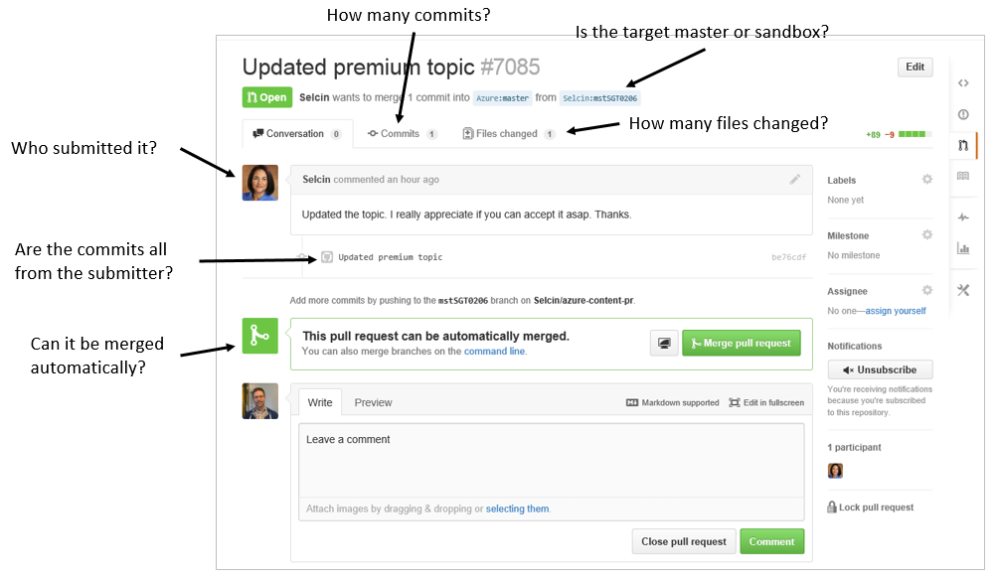 How many commits?
Is the target master or sandbox?
Updated premium topic #7085
Edit
Open Selcin wants to merge 1 commit into Azure:master from Selcin:mstSGT0206
Conversation 0 Commits 1 Files changed 1
How many files changed?
+89 −9
Who submitted it?
Selcin commented an hour ago
Updated the topic. I really appreciate if you can accept it asap. Thanks.
Labels
None yet
Milestone
No milestone
Are the commits all
from the submitter?
Updated premium topic be76cdf
Assignee
No one—assign yourself
Add more commits by pushing to the mstSGT0206 branch on Selcin/azure-content-pr.
Can it be merged
automatically?
This pull request can be automatically merged.
You can also merge branches on the command line.
Merge pull request
Notifications
Unsubscribe
You're receiving notifications
because you're subscribed
to this repository.
Write Preview
Markdown supported Edit in fullscreen
Leave a comment
Attach images by dragging & dropping or selecting them.
1 participant
Lock pull request
Close pull request Comment